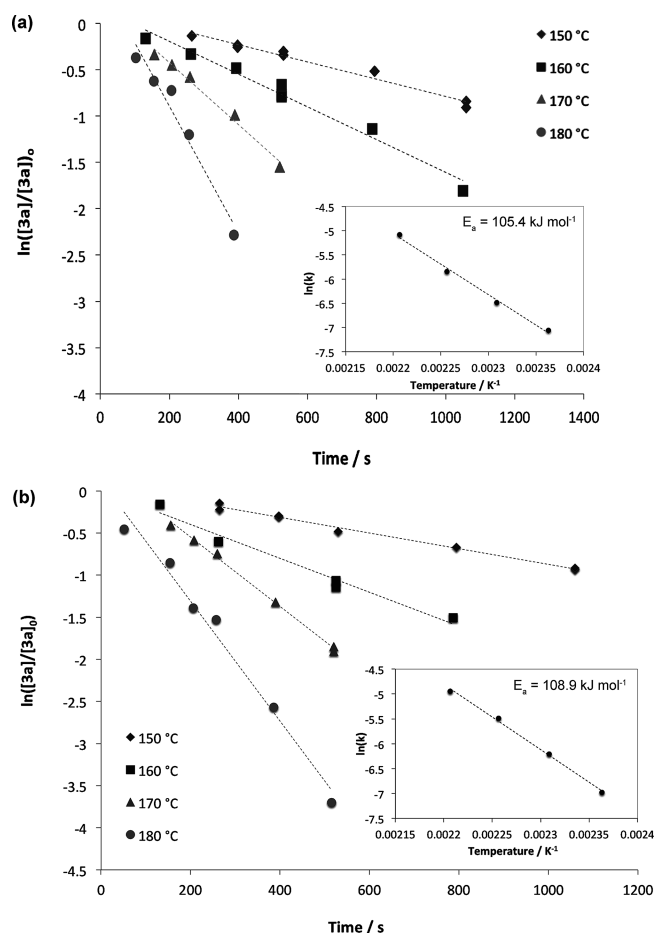 (a)
ln([3a]/[3a])o
0
-0.5
-1
-1.5
-2
-2.5
-3
-3.5
-4
0 200 400 600 800 1000 1200 1400
Time / s
150 °C
160 °C
170 °C
180 °C
Ea = 105.4 kJ mol-1
ln(k)
-4.5
-5
-5.5
-6
-6.5
-7
-7.5
0.00215 0.0022 0.00225 0.0023 0.00235 0.0024
Temperature / K-1
(b)
ln([3a]/[3a]0)
0
-0.5
-1
-1.5
-2
-2.5
-3
-3.5
-4
-4.5
0 200 400 600 800 1000 1200
Time / s
150 °C
160 °C
170 °C
180 °C
Ea = 108.9 kJ mol-1
ln(k)
-4.5
-5
-5.5
-6
-6.5
-7
-7.5
0.00215 0.0022 0.00225 0.0023 0.00235 0.0024
Temperature / K-1